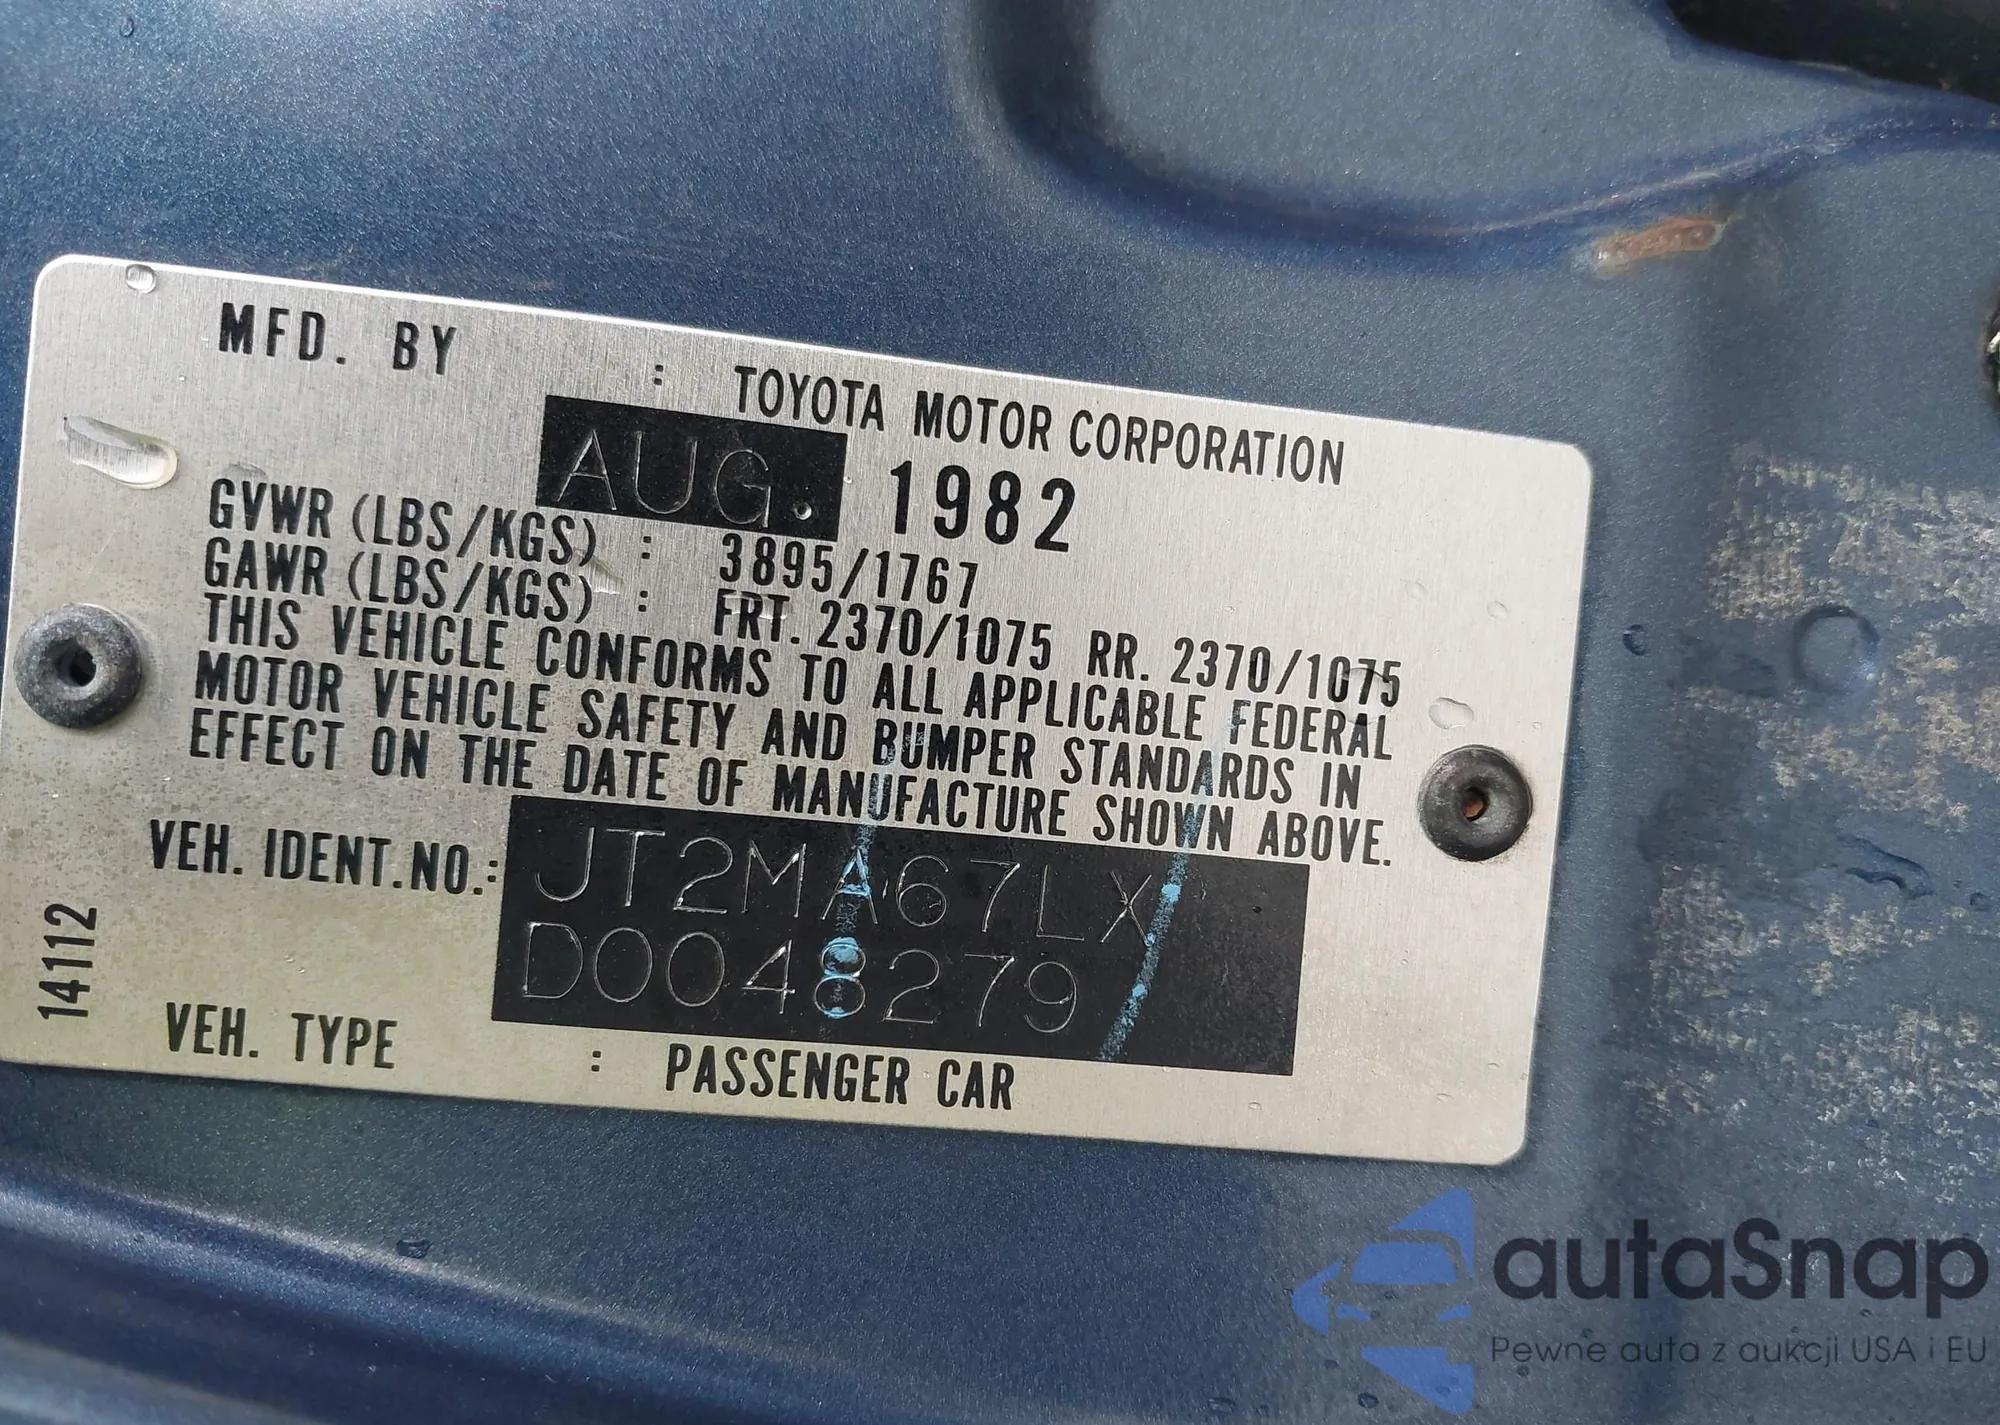 MFD. BY : TOYOTA MOTOR CORPORATION
AUG. 1982
GVWR (LBS/KGS) : 3895/1767
GAWR (LBS/KGS) : FRT. 2370/1075 RR. 2370/1075
THIS VEHICLE CONFORMS TO ALL APPLICABLE FEDERAL
MOTOR VEHICLE SAFETY AND BUMPER STANDARDS IN
EFFECT ON THE DATE OF MANUFACTURE SHOWN ABOVE.
VEH. IDENT.NO.: JT2MA67LX
D0048279
VEH. TYPE : PASSENGER CAR
14112
autaSnap
Pewne auta z aukcji USA i EU